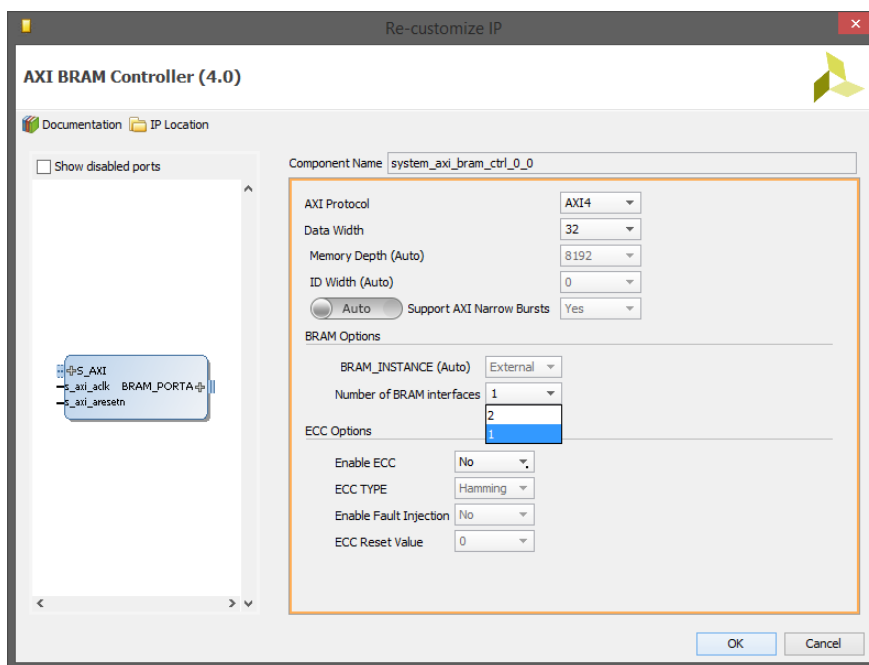 Re-customize IP
AXI BRAM Controller (4.0)
Documentation IP Location
Show disabled ports
S_AXI
s_axi_aclk BRAM_PORTA
s_axi_aresetn
Component Name system_axi_bram_ctrl_0_0
AXI Protocol AXI4
Data Width 32
Memory Depth (Auto) 8192
ID Width (Auto) 0
Auto Support AXI Narrow Bursts Yes
BRAM Options
BRAM_INSTANCE (Auto) External
Number of BRAM interfaces 1
2
1
ECC Options
Enable ECC No
ECC TYPE Hamming
Enable Fault Injection No
ECC Reset Value 0
OK Cancel